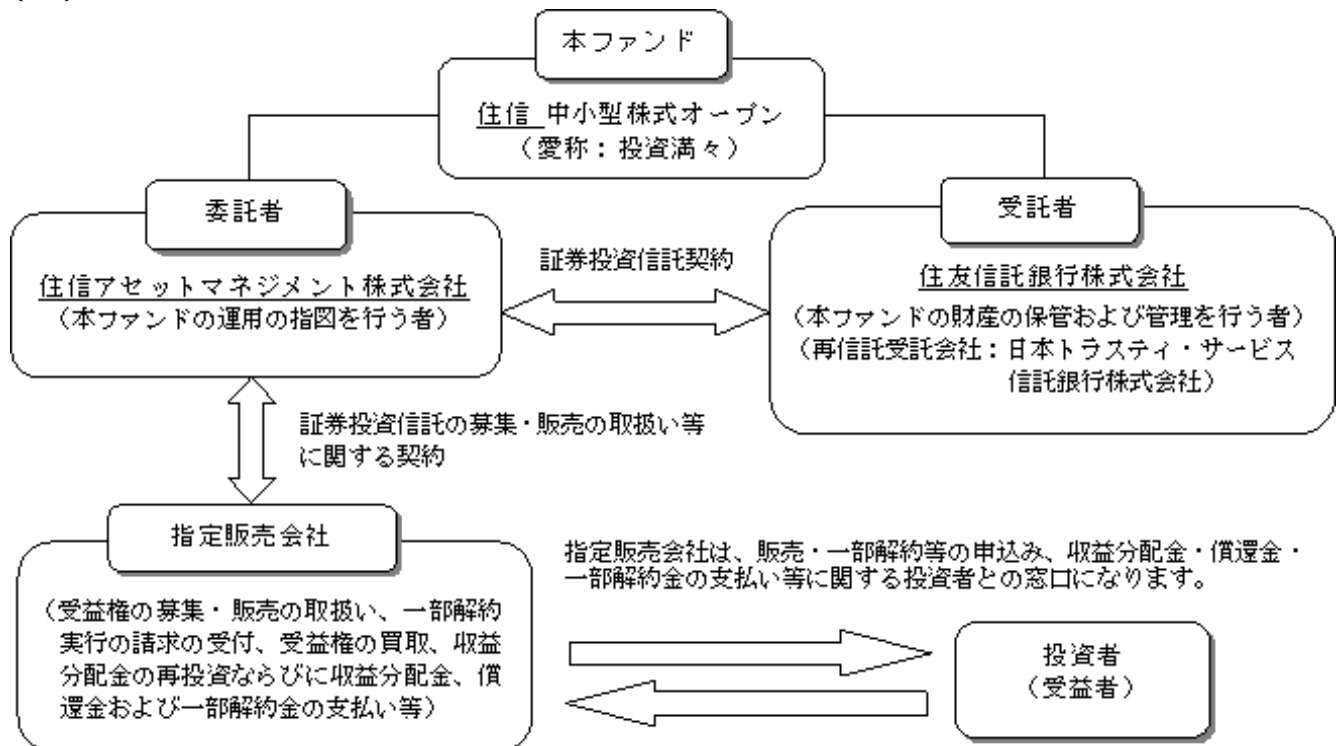 本ファンド
住信 中小型株式オープン
（愛称：投資満々）
委託者
住信アセットマネジメント株式会社
（本ファンドの運用の指図を行う者）
証券投資信託契約
受託者
住友信託銀行株式会社
（本ファンドの財産の保管および管理を行う者）
（再信託受託会社：日本トラスティ・サービス
信託銀行株式会社）
証券投資信託の募集・販売の取扱い等
に関する契約
指定販売会社
（受益権の募集・販売の取扱い、一部解約
実行の請求の受付、受益権の買取、収益
分配金の再投資ならびに収益分配金、償
還金および一部解約金の支払い等）
指定販売会社は、販売・一部解約等の申込み、収益分配金・償還金・
一部解約金の支払い等に関する投資者との窓口になります。
投資者
（受益者）